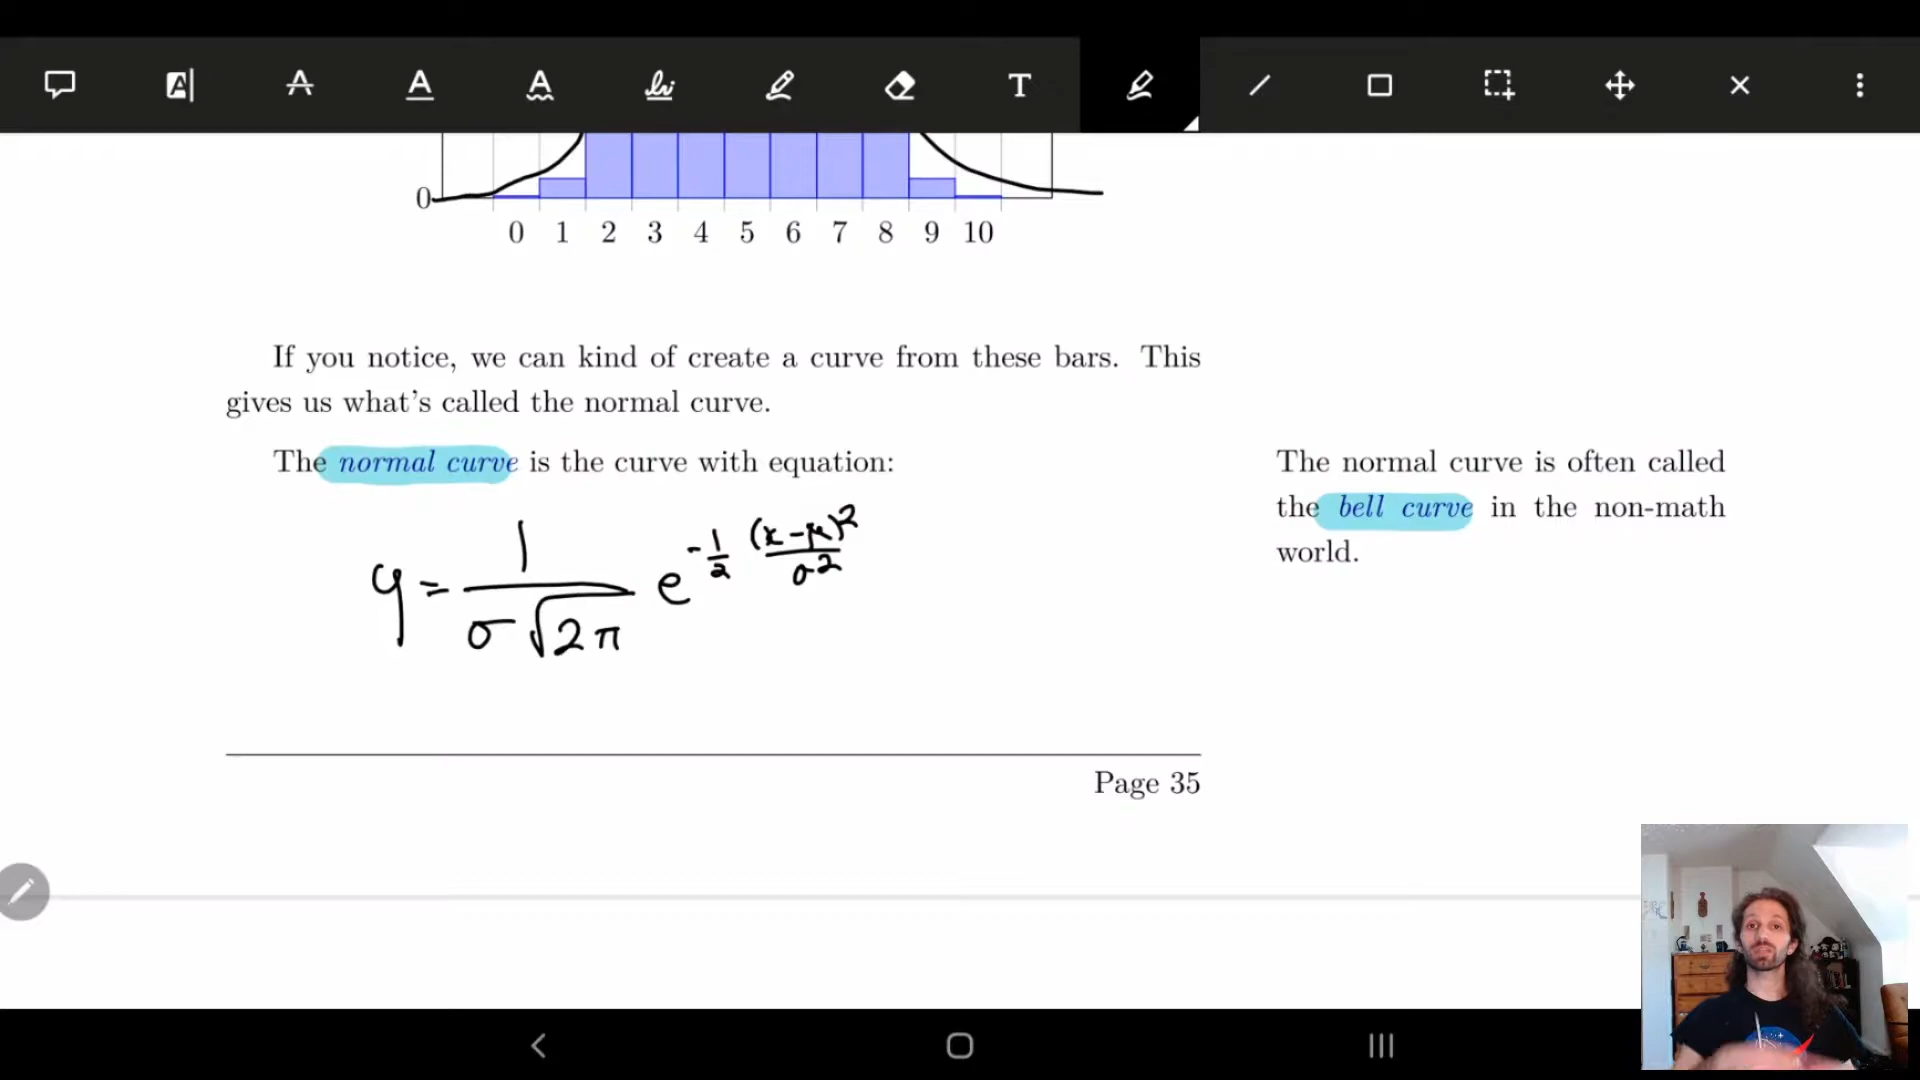 T
0
0 1 2 3 4 5 6 7 8 9 10
If you notice, we can kind of create a curve from these bars. This
gives us what's called the normal curve.
The normal curve is the curve with equation:
y = 1/(σ√2π) e^(-1/2 (x-μ)²/σ²)
The normal curve is often called
the bell curve in the non-math
world.
Page 35